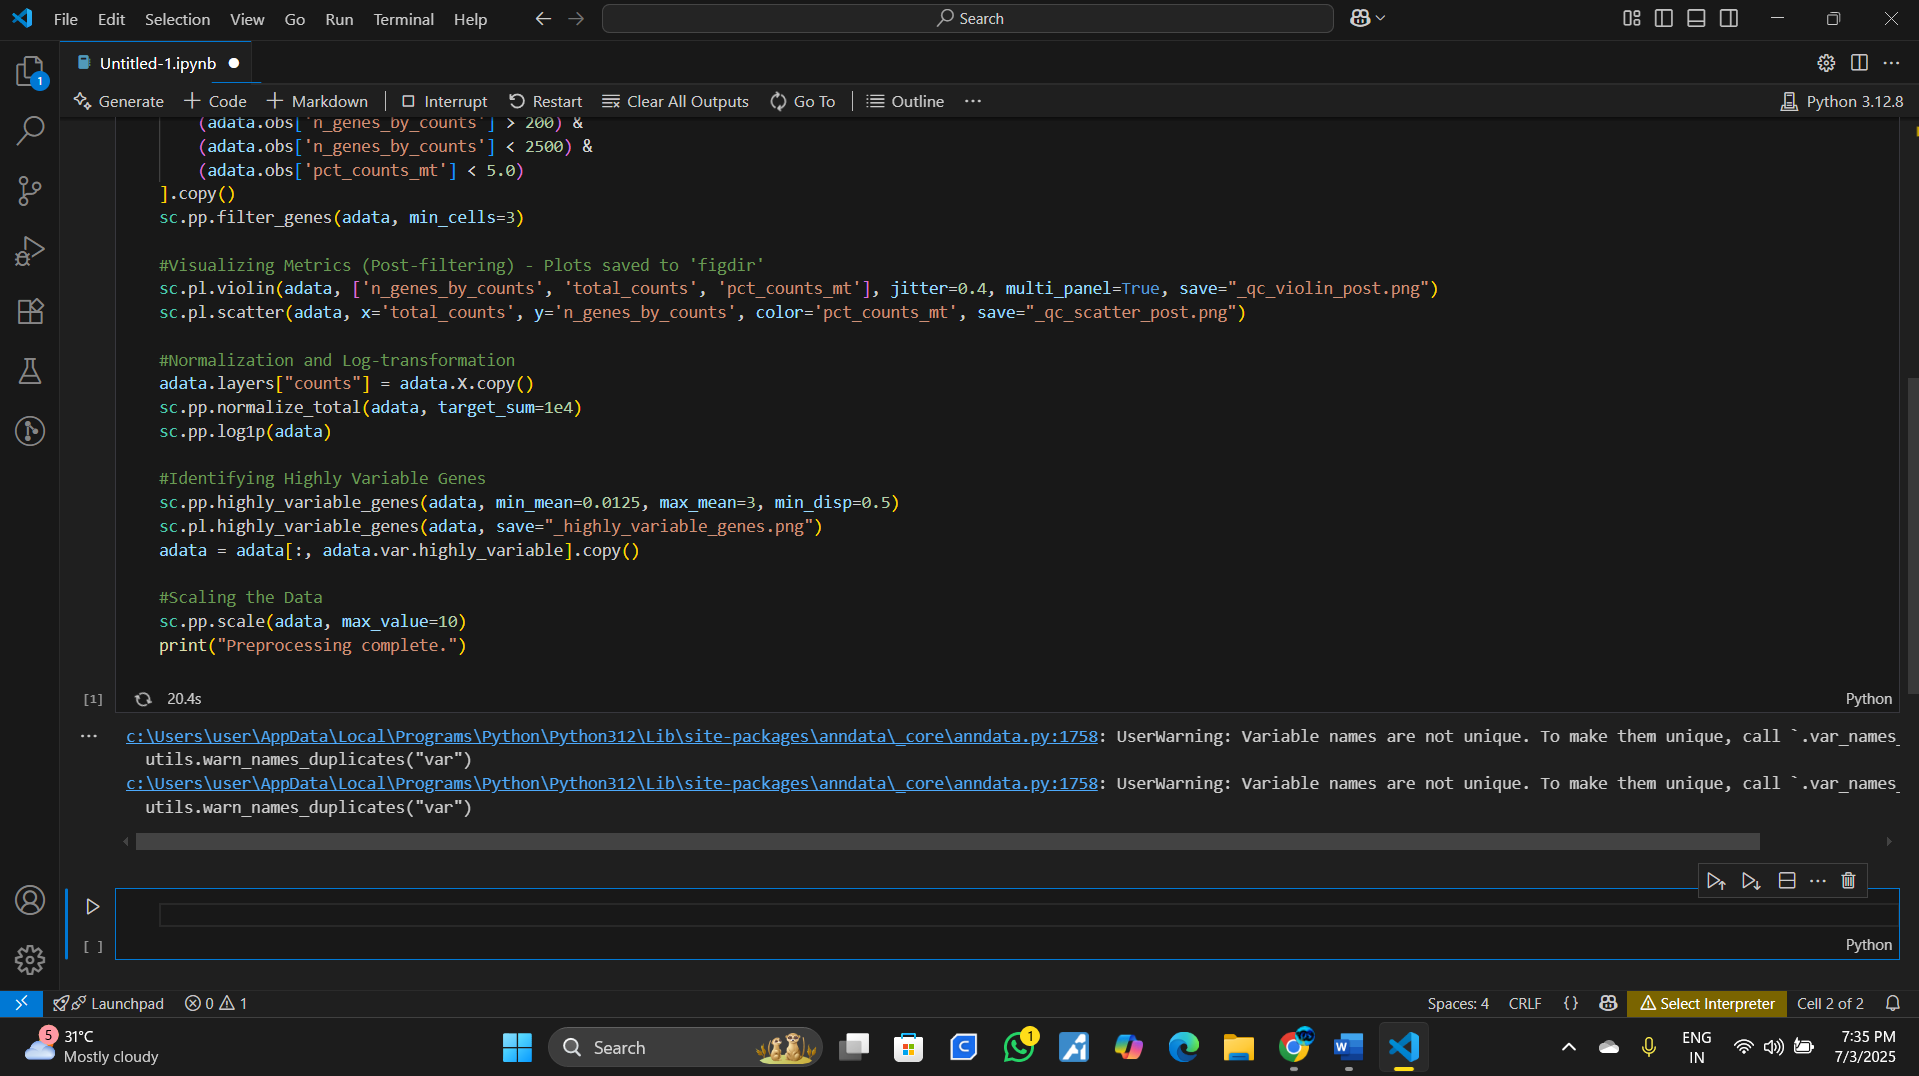 File Edit Selection View Go Run Terminal Help
Search
1
Untitled-1.ipynb
Generate + Code + Markdown Interrupt Restart Clear All Outputs Go To Outline ...
Python 3.12.8
(adata.obs['n_genes_by_counts'] > 200) &
(adata.obs['n_genes_by_counts'] < 2500) &
(adata.obs['pct_counts_mt'] < 5.0)
].copy()
sc.pp.filter_genes(adata, min_cells=3)
#Visualizing Metrics (Post-filtering) - Plots saved to 'figdir'
sc.pl.violin(adata, ['n_genes_by_counts', 'total_counts', 'pct_counts_mt'], jitter=0.4, multi_panel=True, save="_qc_violin_post.png")
sc.pl.scatter(adata, x='total_counts', y='n_genes_by_counts', color='pct_counts_mt', save="_qc_scatter_post.png")
#Normalization and Log-transformation
adata.layers["counts"] = adata.X.copy()
sc.pp.normalize_total(adata, target_sum=1e4)
sc.pp.log1p(adata)
#Identifying Highly Variable Genes
sc.pp.highly_variable_genes(adata, min_mean=0.0125, max_mean=3, min_disp=0.5)
sc.pl.highly_variable_genes(adata, save="_highly_variable_genes.png")
adata = adata[:, adata.var.highly_variable].copy()
#Scaling the Data
sc.pp.scale(adata, max_value=10)
print("Preprocessing complete.")
[1] 20.4s Python
... c:\Users\user\AppData\Local\Programs\Python\Python312\Lib\site-packages\anndata\_core\anndata.py:1758: UserWarning: Variable names are not unique. To make them unique, call `.var_names_
utils.warn_names_duplicates("var")
c:\Users\user\AppData\Local\Programs\Python\Python312\Lib\site-packages\anndata\_core\anndata.py:1758: UserWarning: Variable names are not unique. To make them unique, call `.var_names_
utils.warn_names_duplicates("var")
[ ] Python
Launchpad 0 1 Spaces: 4 CRLF {} Select Interpreter Cell 2 of 2
5 31°C
Mostly cloudy
Search
1
ENG
IN
7:35 PM
7/3/2025